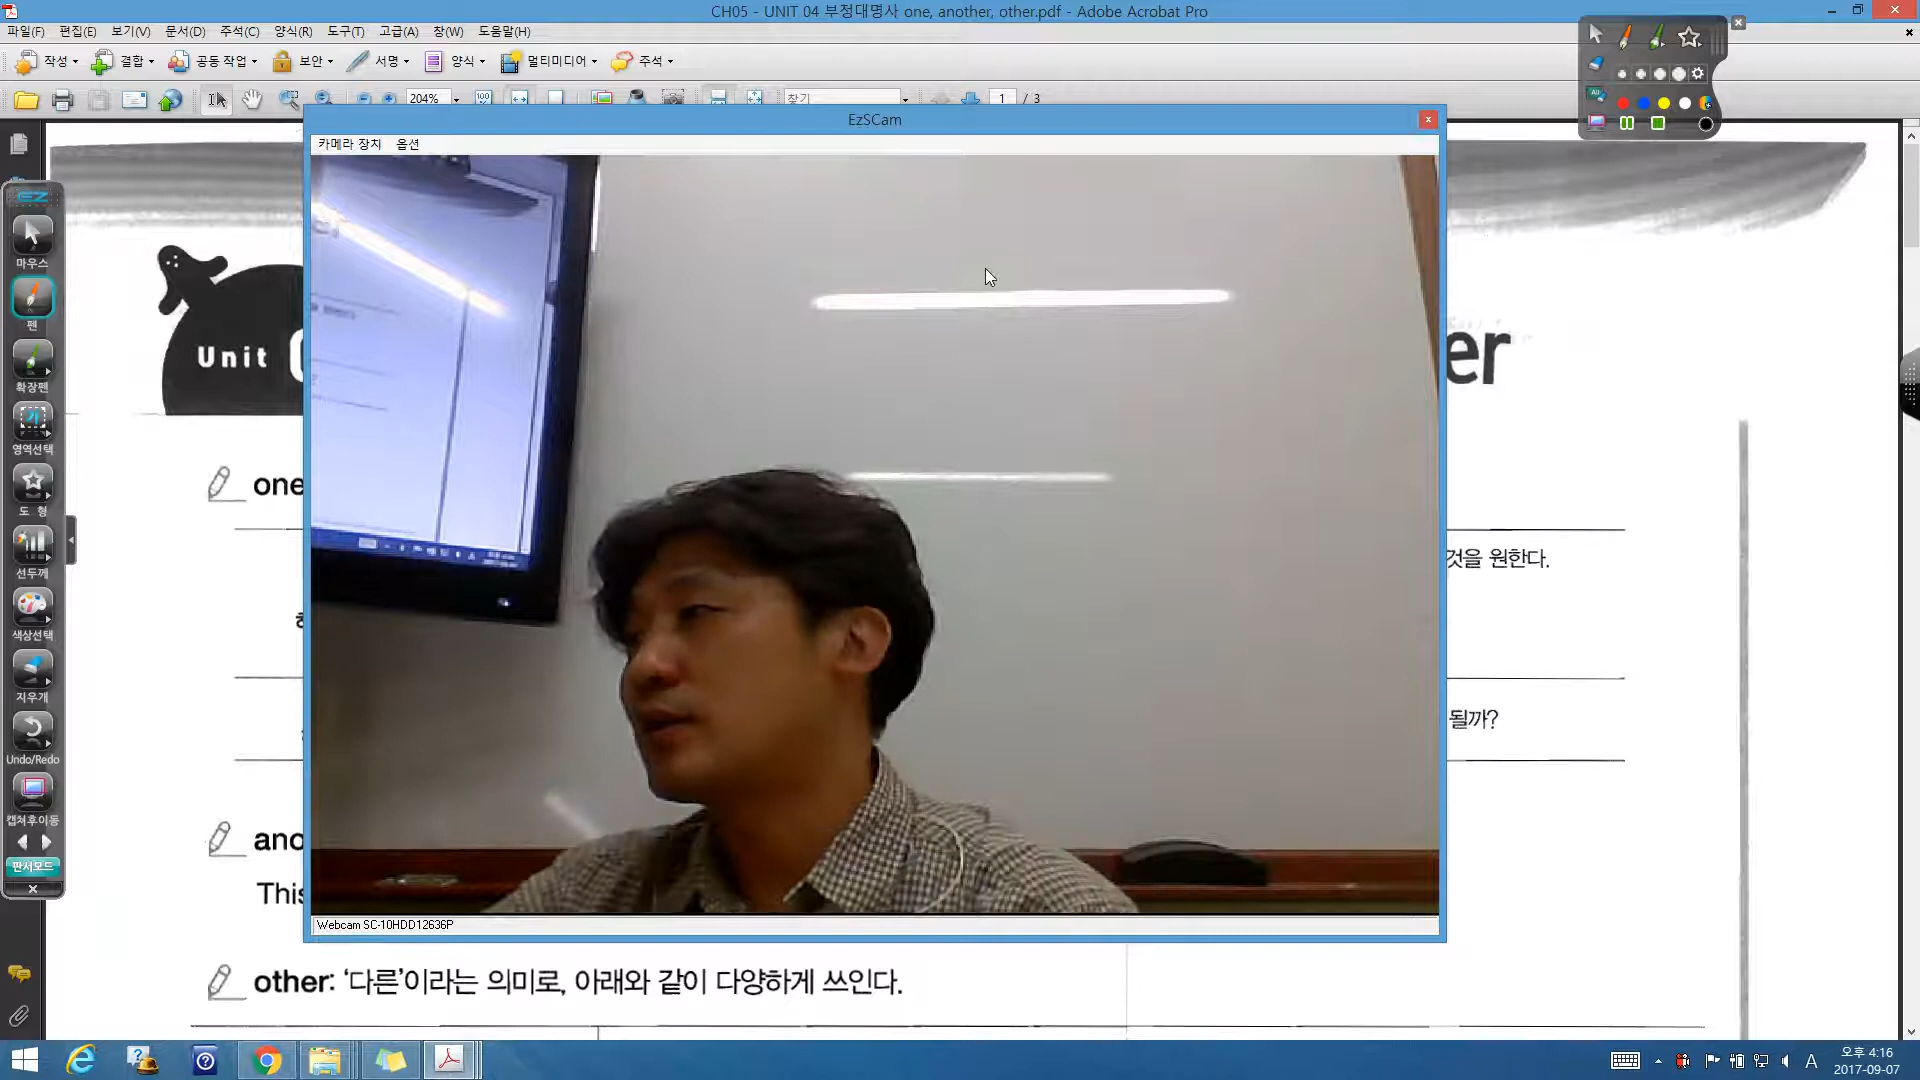 CH05 - UNIT 04 부정대명사 one, another, other.pdf - Adobe Acrobat Pro
파일(F) 편집(E) 보기(V) 문서(D) 주석(C) 양식(R) 도구(T) 고급(A) 창(W) 도움말(H)
작성 결합 공동 작업 보안 서명 양식 멀티미디어 주석
204% 찾기 1 / 3
EzSCam
카메라 장치 옵션
EZ
마우스
펜
확장펜
영역선택
도 형
선두께
색상선택
지우개
Undo/Redo
캡쳐후이동
판서모드
Unit
er
one
것을 원한다.
될까?
ano
This
Webcam SC-10HDD12636P
other: ‘다른’이라는 의미로, 아래와 같이 다양하게 쓰인다.
A
오후 4:16
2017-09-07